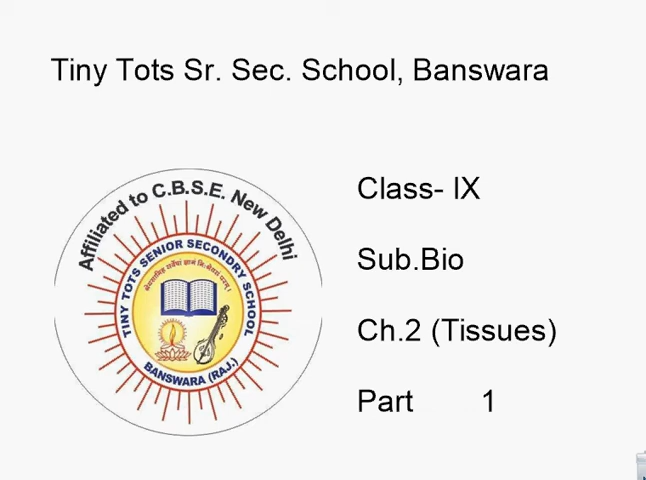 Tiny Tots Sr. Sec. School, Banswara
Affiliated to C.B.S.E. New Delhi
TINY TOTS SENIOR SECONDRY SCHOOL
BANSWARA (RAJ.)
Class- IX
Sub.Bio
Ch.2 (Tissues)
Part 1